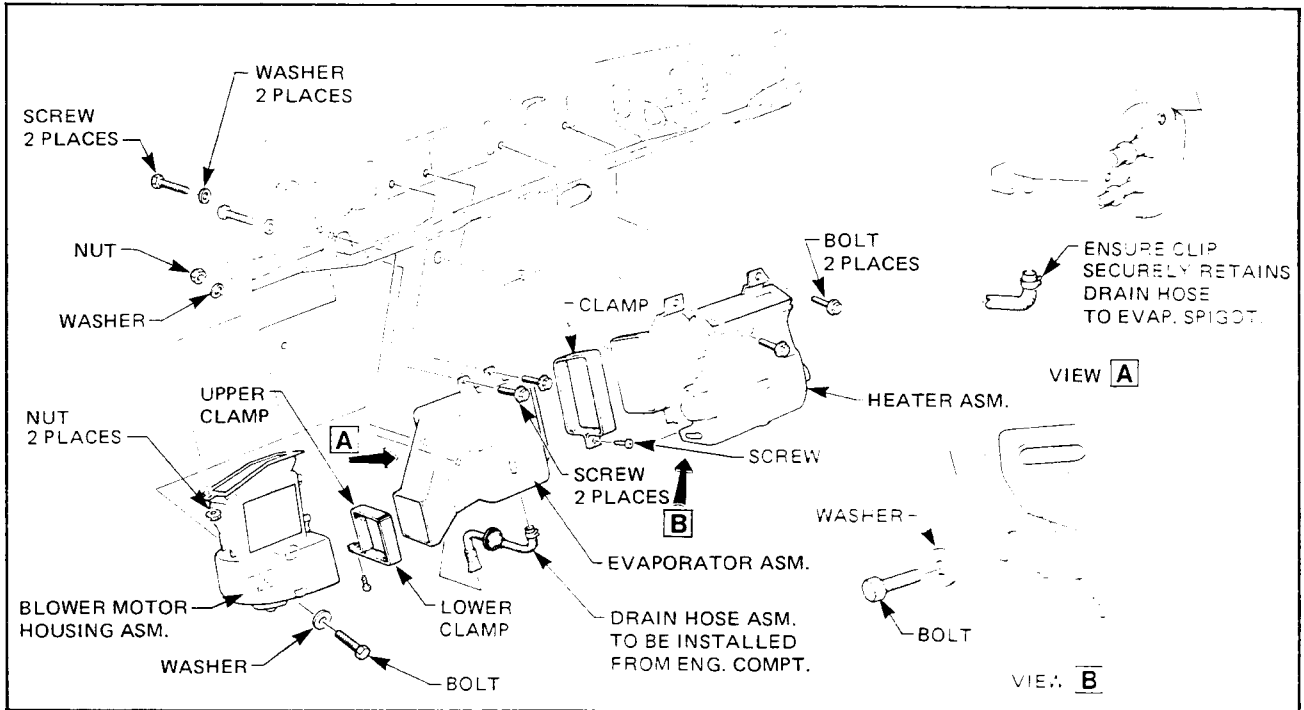 WASHER
2 PLACES
SCREW
2 PLACES
NUT
WASHER
BOLT
2 PLACES
CLAMP
ENSURE CLIP
SECURELY RETAINS
DRAIN HOSE
TO EVAP. SPIGOT.
VIEW A
HEATER ASM.
UPPER
CLAMP
NUT
2 PLACES
A
SCREW
SCREW
2 PLACES
B
WASHER
EVAPORATOR ASM.
BLOWER MOTOR
HOUSING ASM.
LOWER
CLAMP
DRAIN HOSE ASM.
TO BE INSTALLED
FROM ENG. COMPT.
BOLT
WASHER
BOLT
VIEW B